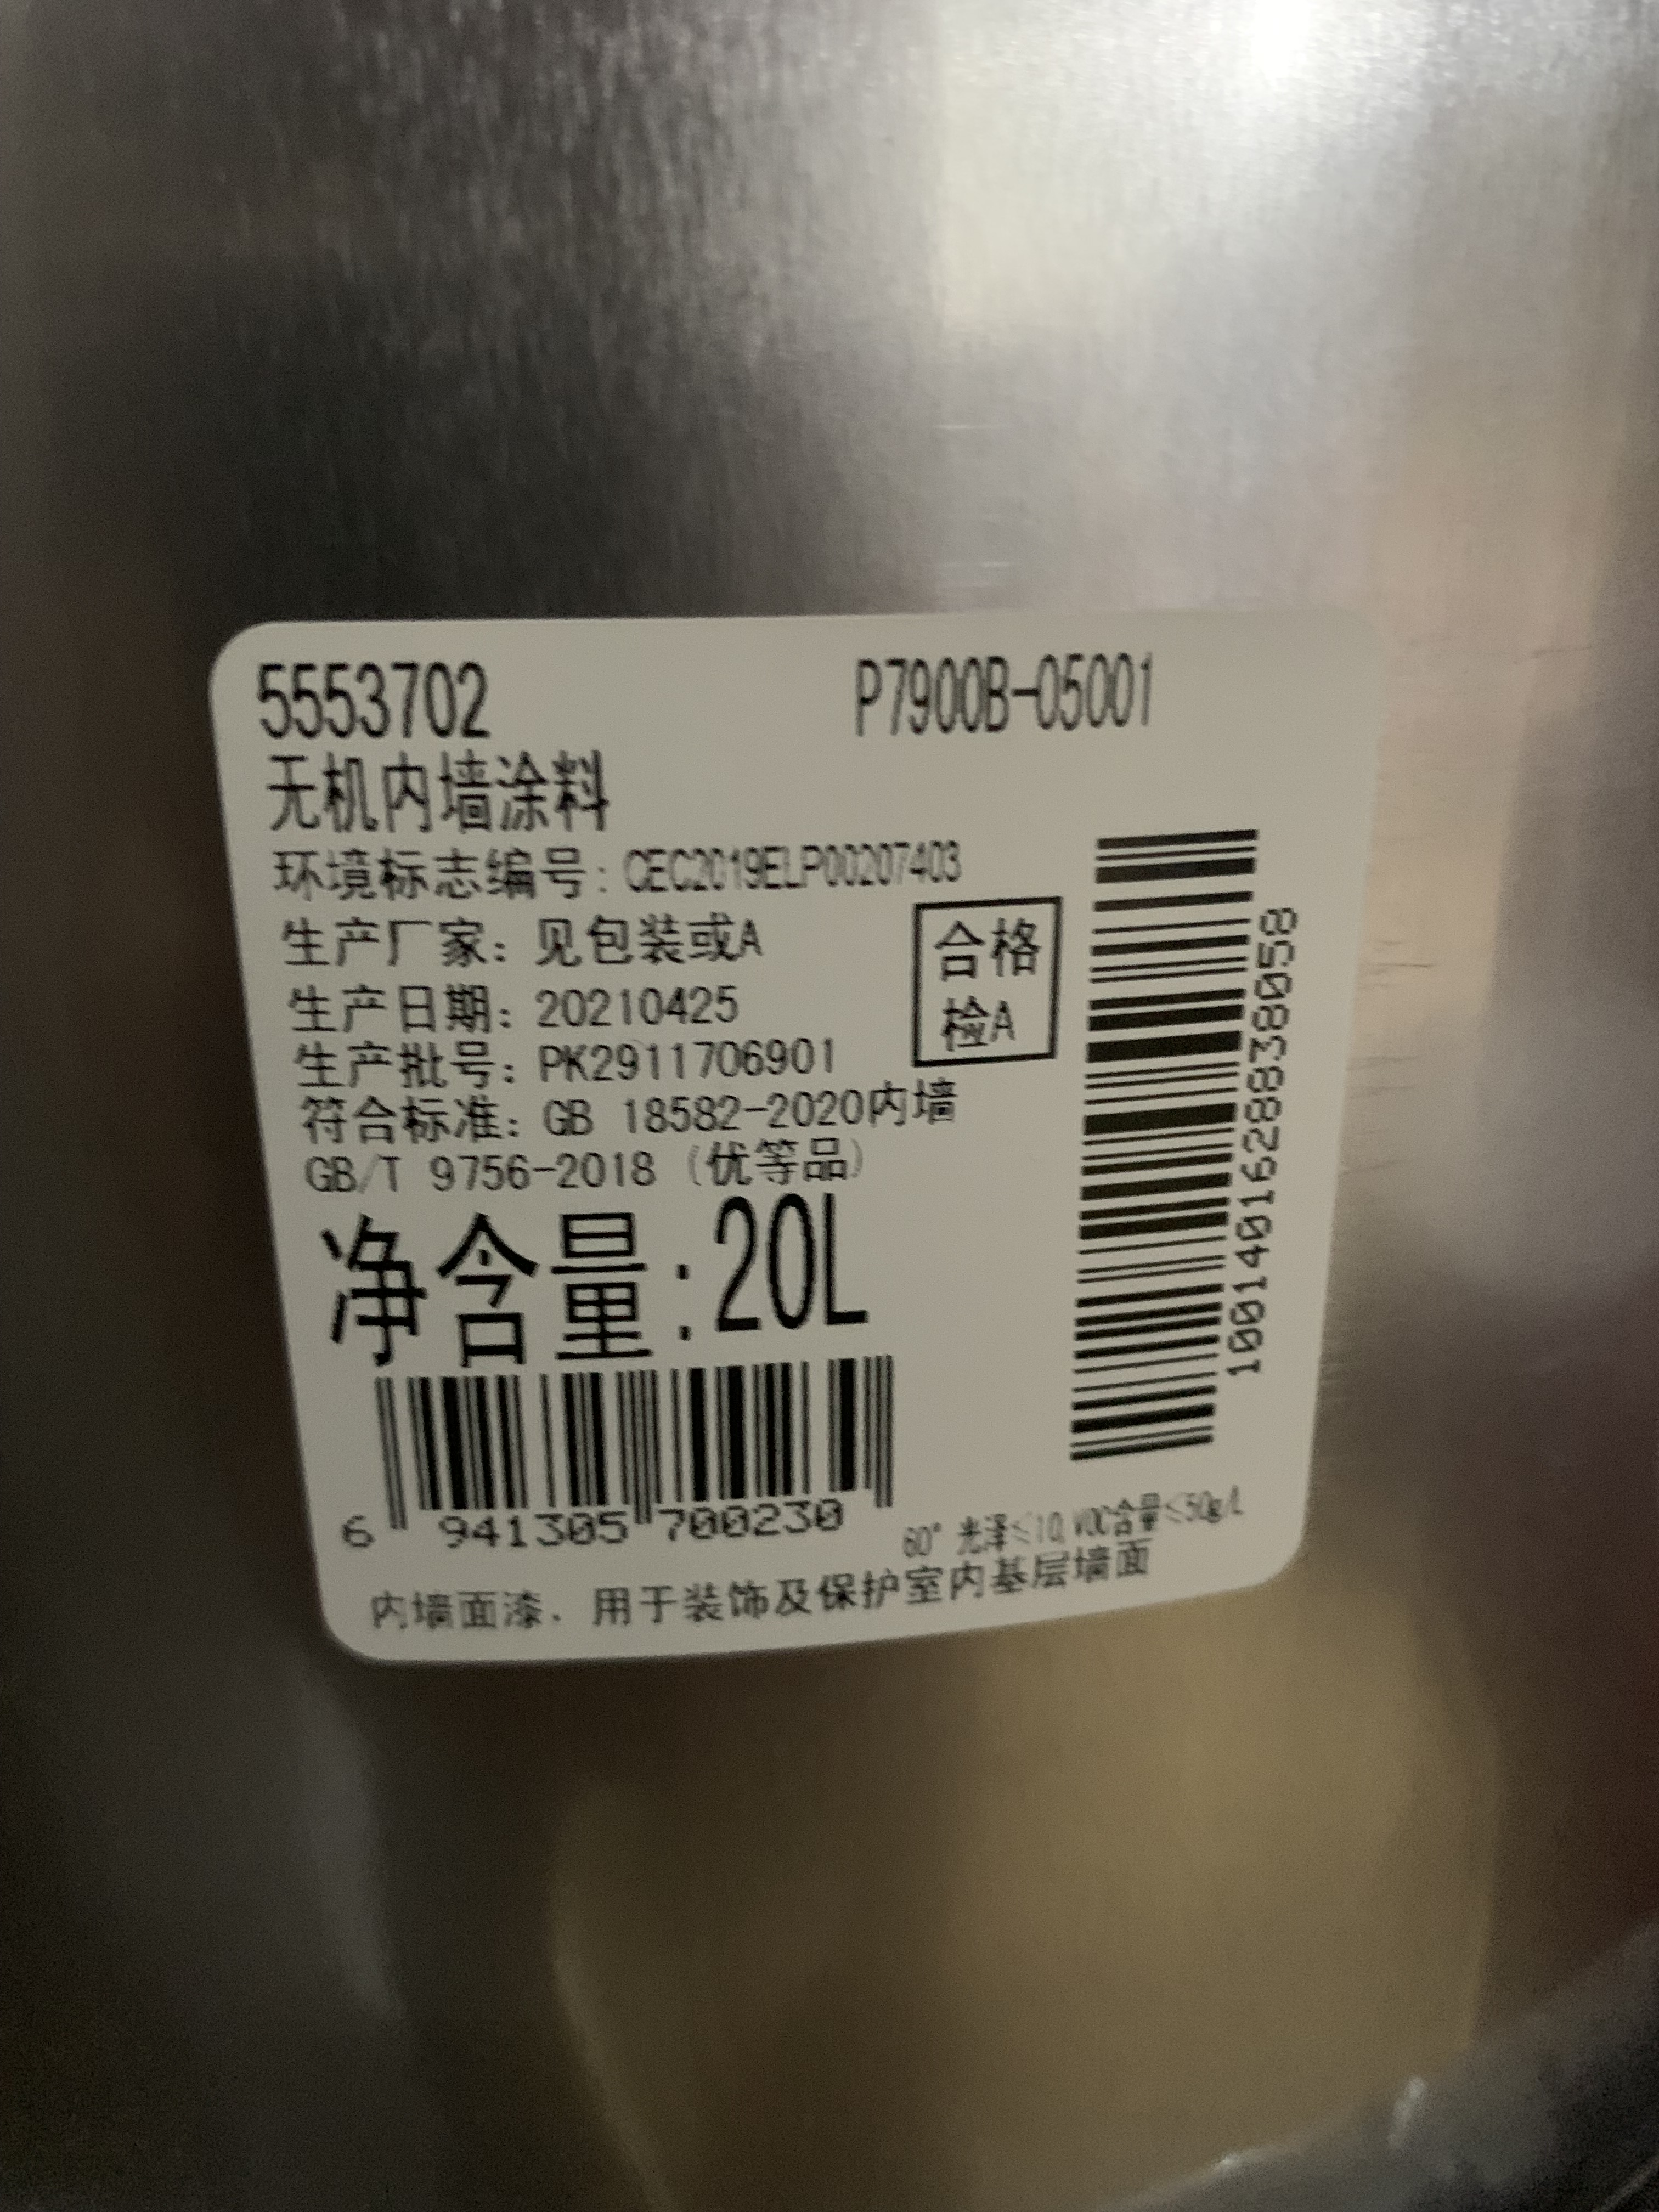 5553702 P7900B-05001
无机内墙涂料
环境标志编号: CEC2019ELP00207403
生产厂家: 见包装或A
合格
检A
生产日期: 20210425
生产批号: PK2911706901
符合标准: GB 18582-2020内墙
GB/T 9756-2018 (优等品)
净含量:20L
10014016288838058
6 941305 700230
60° 光泽≤10, VOC含量≤50g/L
内墙面漆. 用于装饰及保护室内基层墙面